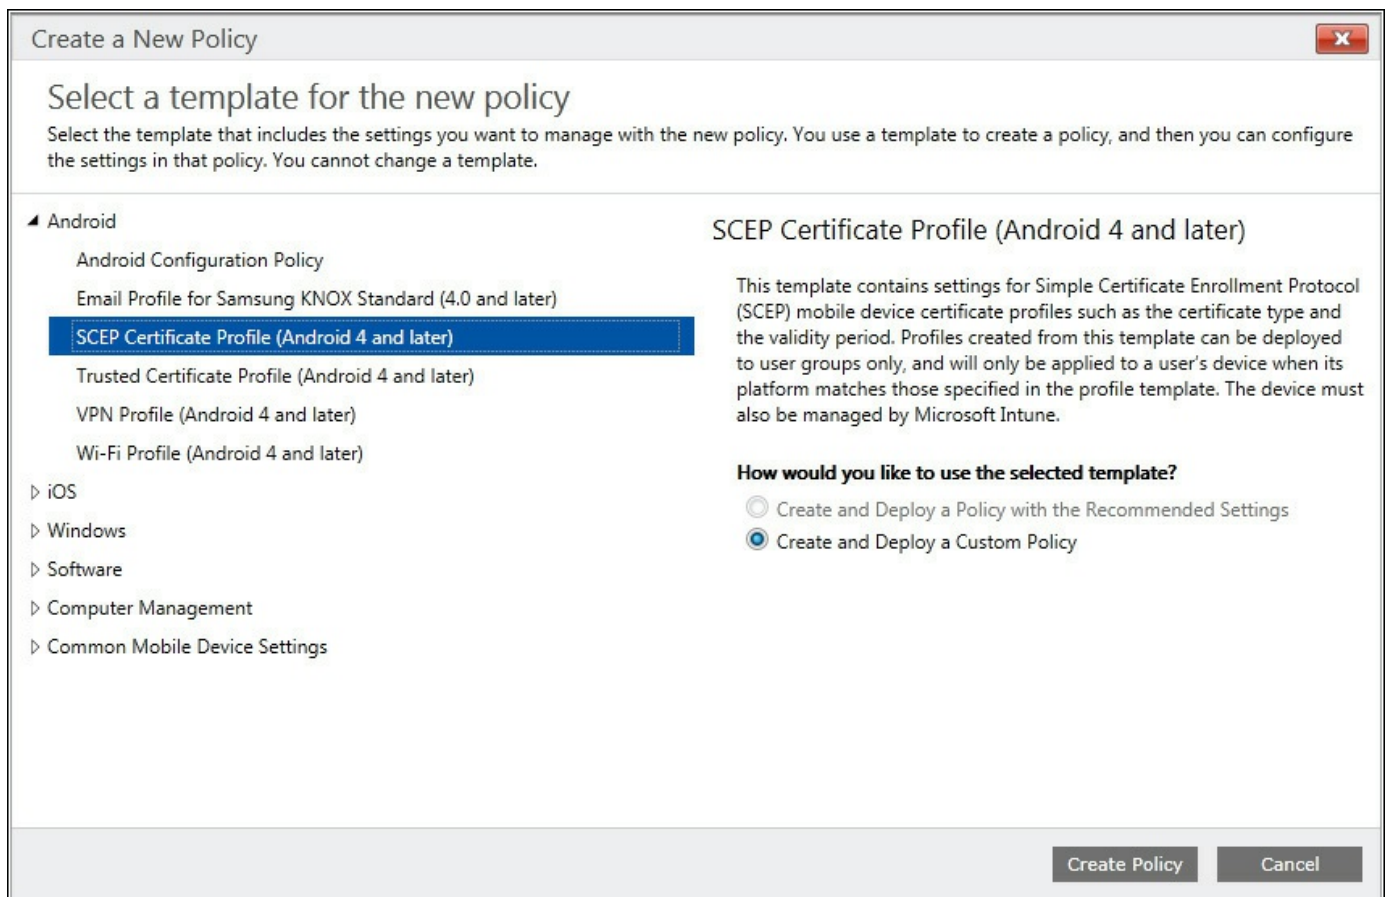 Create a New Policy
x
Select a template for the new policy
Select the template that includes the settings you want to manage with the new policy. You use a template to create a policy, and then you can configure
the settings in that policy. You cannot change a template.
Android
Android Configuration Policy
Email Profile for Samsung KNOX Standard (4.0 and later)
SCEP Certificate Profile (Android 4 and later)
Trusted Certificate Profile (Android 4 and later)
VPN Profile (Android 4 and later)
Wi-Fi Profile (Android 4 and later)
iOS
Windows
Software
Computer Management
Common Mobile Device Settings
SCEP Certificate Profile (Android 4 and later)
This template contains settings for Simple Certificate Enrollment Protocol
(SCEP) mobile device certificate profiles such as the certificate type and
the validity period. Profiles created from this template can be deployed
to user groups only, and will only be applied to a user's device when its
platform matches those specified in the profile template. The device must
also be managed by Microsoft Intune.
How would you like to use the selected template?
Create and Deploy a Policy with the Recommended Settings
Create and Deploy a Custom Policy
Create Policy
Cancel